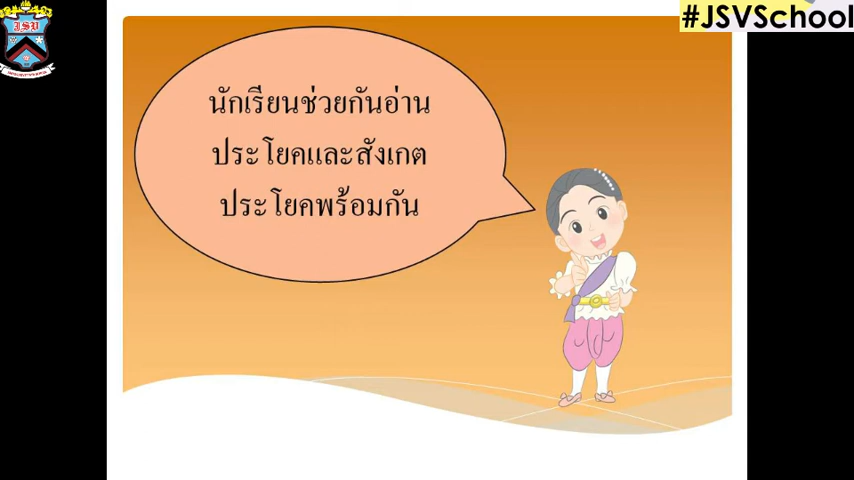 JSV
#JSVSchool
นักเรียนช่วยกันอ่าน
ประโยคและสังเกต
ประโยคพร้อมกัน